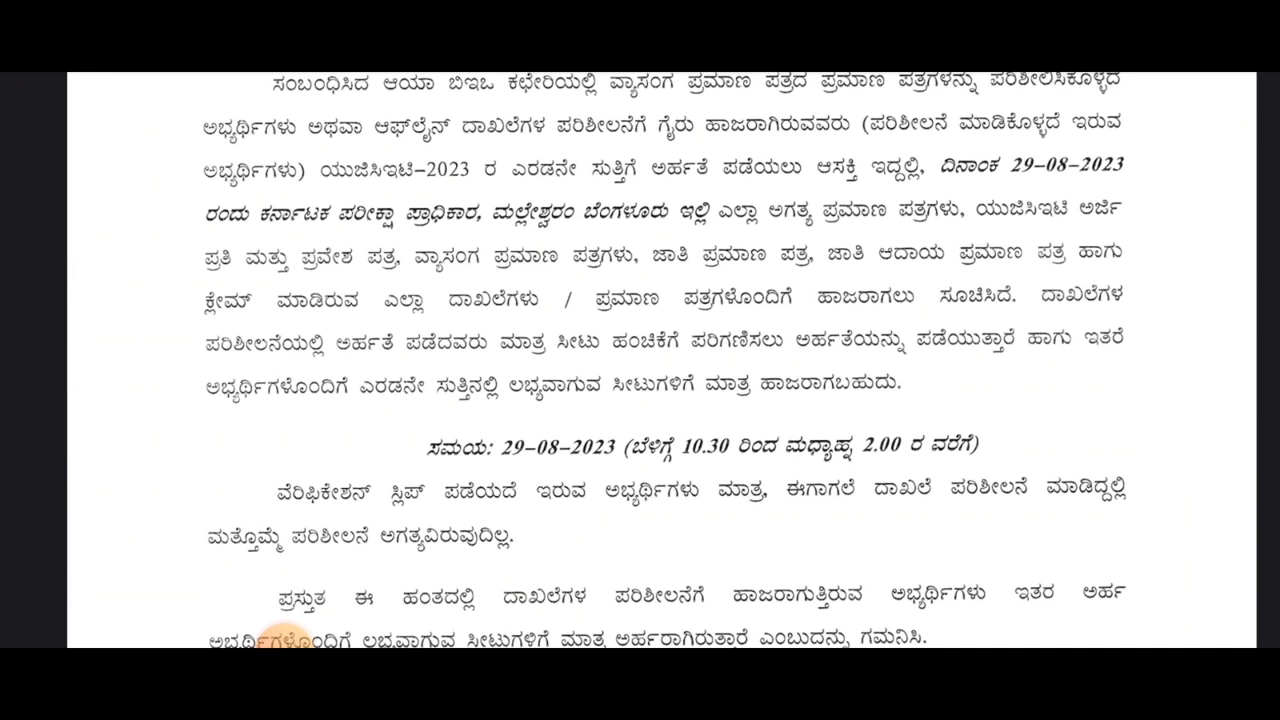 ಸಂಬಂಧಿಸಿದ ಆಯಾ ಬಿಇಒ ಕಛೇರಿಯಲ್ಲಿ ವ್ಯಾಸಂಗ ಪ್ರಮಾಣ ಪತ್ರದ ಪ್ರಮಾಣ ಪತ್ರಗಳನ್ನು ಪರಿಶೀಲಿಸಿಕೊಳ್ಳದ
ಅಭ್ಯರ್ಥಿಗಳು ಅಥವಾ ಆಫ್‌ಲೈನ್ ದಾಖಲೆಗಳ ಪರಿಶೀಲನೆಗೆ ಗೈರು ಹಾಜರಾಗಿರುವವರು (ಪರಿಶೀಲನೆ ಮಾಡಿಕೊಳ್ಳದೆ ಇರುವ
ಅಭ್ಯರ್ಥಿಗಳು) ಯುಜಿಸಿಇಟಿ–2023 ರ ಎರಡನೇ ಸುತ್ತಿಗೆ ಅರ್ಹತೆ ಪಡೆಯಲು ಆಸಕ್ತಿ ಇದ್ದಲ್ಲಿ, ದಿನಾಂಕ 29–08–2023
ರಂದು ಕರ್ನಾಟಕ ಪರೀಕ್ಷಾ ಪ್ರಾಧಿಕಾರ, ಮಲ್ಲೇಶ್ವರಂ ಬೆಂಗಳೂರು ಇಲ್ಲಿ ಎಲ್ಲಾ ಅಗತ್ಯ ಪ್ರಮಾಣ ಪತ್ರಗಳು, ಯುಜಿಸಿಇಟಿ ಅರ್ಜಿ
ಪ್ರತಿ ಮತ್ತು ಪ್ರವೇಶ ಪತ್ರ, ವ್ಯಾಸಂಗ ಪ್ರಮಾಣ ಪತ್ರಗಳು, ಜಾತಿ ಪ್ರಮಾಣ ಪತ್ರ, ಜಾತಿ ಆದಾಯ ಪ್ರಮಾಣ ಪತ್ರ ಹಾಗು
ಕ್ಲೇಮ್ ಮಾಡಿರುವ ಎಲ್ಲಾ ದಾಖಲೆಗಳು / ಪ್ರಮಾಣ ಪತ್ರಗಳೊಂದಿಗೆ ಹಾಜರಾಗಲು ಸೂಚಿಸಿದೆ. ದಾಖಲೆಗಳ
ಪರಿಶೀಲನೆಯಲ್ಲಿ ಅರ್ಹತೆ ಪಡೆದವರು ಮಾತ್ರ ಸೀಟು ಹಂಚಿಕೆಗೆ ಪರಿಗಣಿಸಲು ಅರ್ಹತೆಯನ್ನು ಪಡೆಯುತ್ತಾರೆ ಹಾಗು ಇತರೆ
ಅಭ್ಯರ್ಥಿಗಳೊಂದಿಗೆ ಎರಡನೇ ಸುತ್ತಿನಲ್ಲಿ ಲಭ್ಯವಾಗುವ ಸೀಟುಗಳಿಗೆ ಮಾತ್ರ ಹಾಜರಾಗಬಹುದು.
ಸಮಯ: 29–08–2023 (ಬೆಳಿಗ್ಗೆ 10.30 ರಿಂದ ಮಧ್ಯಾಹ್ನ 2.00 ರ ವರೆಗೆ)
ವೆರಿಫಿಕೇಶನ್ ಸ್ಲಿಪ್ ಪಡೆಯದೆ ಇರುವ ಅಭ್ಯರ್ಥಿಗಳು ಮಾತ್ರ, ಈಗಾಗಲೆ ದಾಖಲೆ ಪರಿಶೀಲನೆ ಮಾಡಿದ್ದಲ್ಲಿ
ಮತ್ತೊಮ್ಮೆ ಪರಿಶೀಲನೆ ಅಗತ್ಯವಿರುವುದಿಲ್ಲ.
ಪ್ರಸ್ತುತ ಈ ಹಂತದಲ್ಲಿ ದಾಖಲೆಗಳ ಪರಿಶೀಲನೆಗೆ ಹಾಜರಾಗುತ್ತಿರುವ ಅಭ್ಯರ್ಥಿಗಳು ಇತರ ಅರ್ಹ
ಅಭ್ಯರ್ಥಿಗಳೊಂದಿಗೆ ಲಭ್ಯವಾಗುವ ಸೀಟುಗಳಿಗೆ ಮಾತ್ರ ಅರ್ಹರಾಗಿರುತ್ತಾರೆ ಎಂಬುದನ್ನು ಗಮನಿಸಿ.